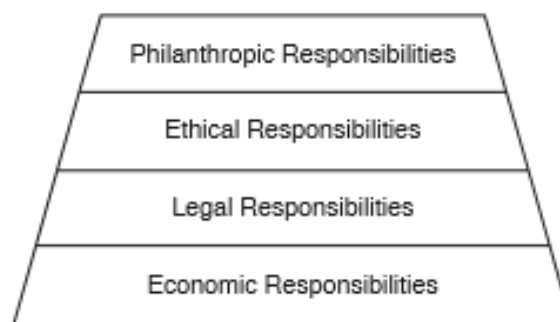 Philanthropic Responsibilities
Ethical Responsibilities
Legal Responsibilities
Economic Responsibilities